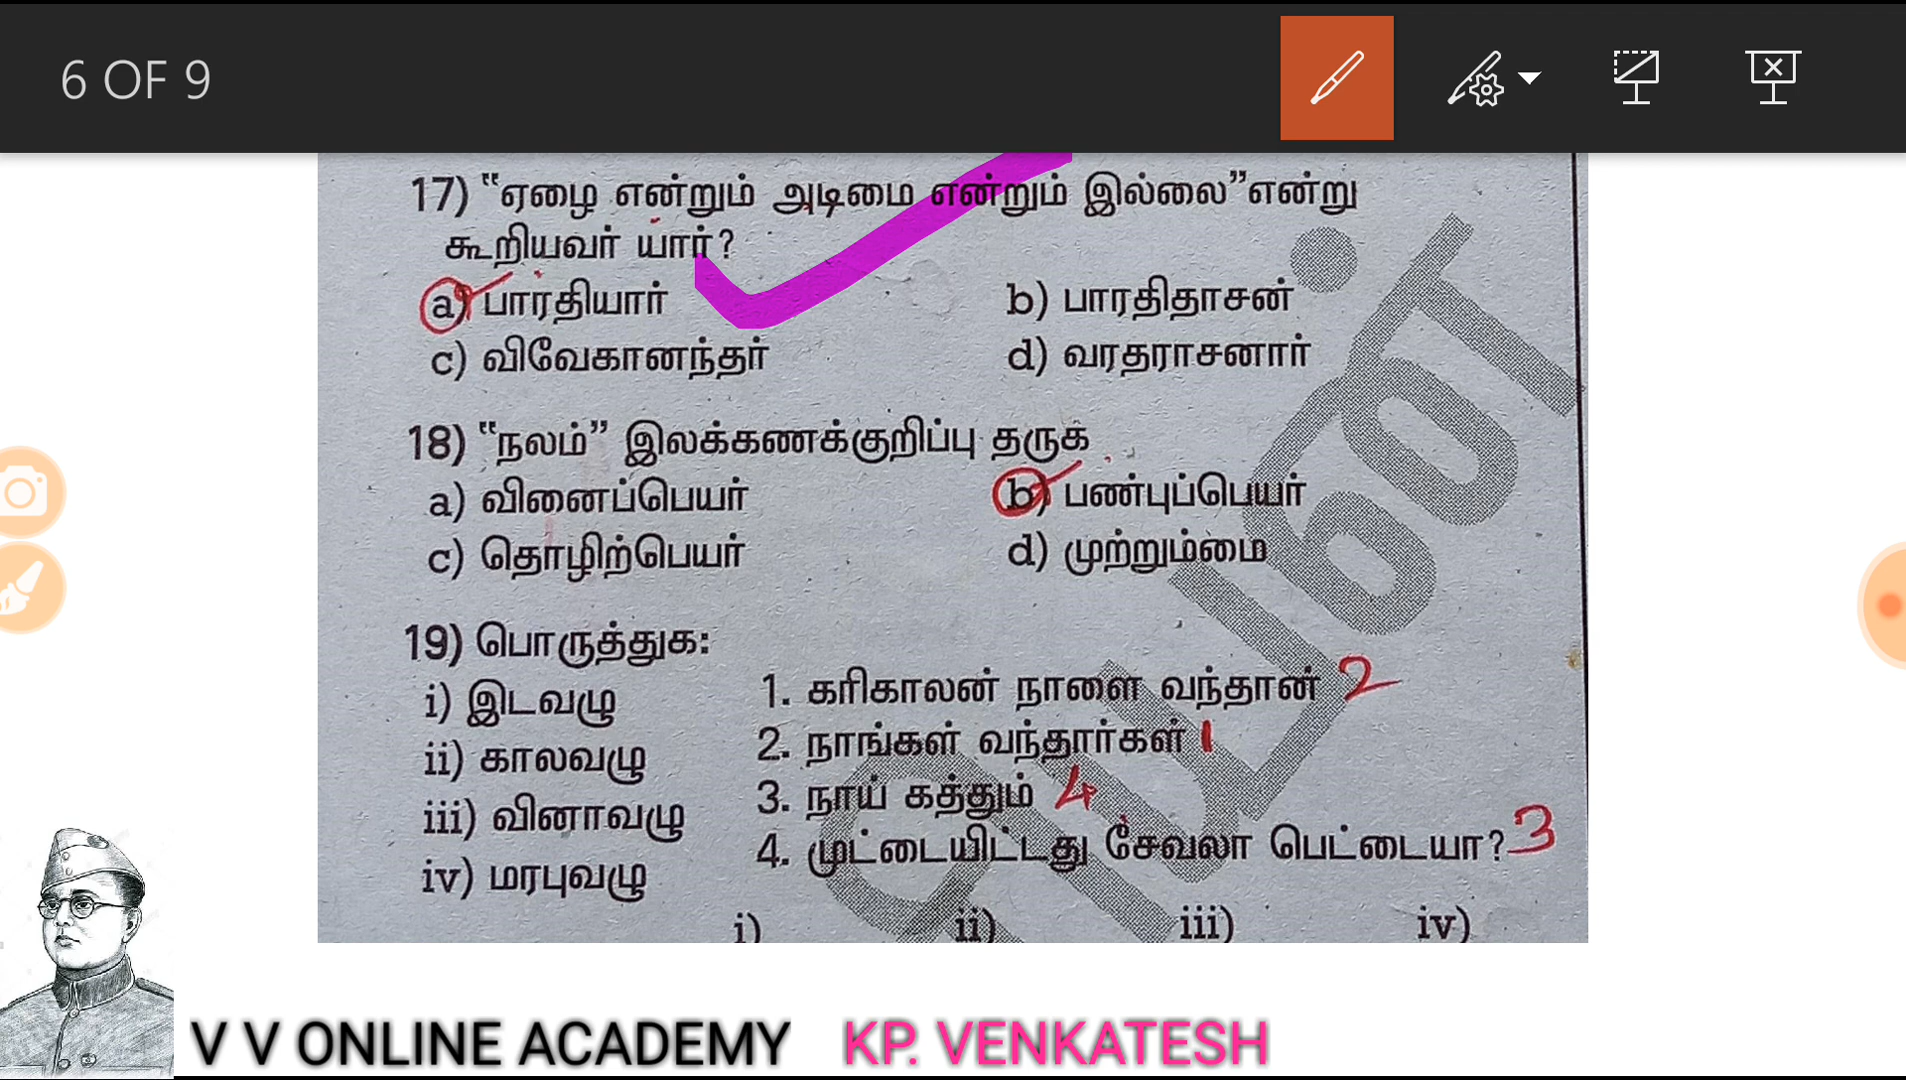 6 OF 9
17) "ஏழை என்றும் அடிமை என்றும் இல்லை" என்று
கூறியவர் யார்?
a) பாரதியார் b) பாரதிதாசன்
c) விவேகானந்தர் d) வரதராசனார்
18) "நலம்" இலக்கணக்குறிப்பு தருக
a) வினைப்பெயர் b) பண்புப்பெயர்
c) தொழிற்பெயர் d) முற்றும்மை
19) பொருத்துக:
i) இடவழு 1. கரிகாலன் நாளை வந்தான் 2
ii) காலவழு 2. நாங்கள் வந்தார்கள் 1
iii) வினாவழு 3. நாய் கத்தும் 4
iv) மரபுவழு 4. முட்டையிட்டது சேவலா பெட்டையா? 3
i) ii) iii) iv)
V V ONLINE ACADEMY KP. VENKATESH